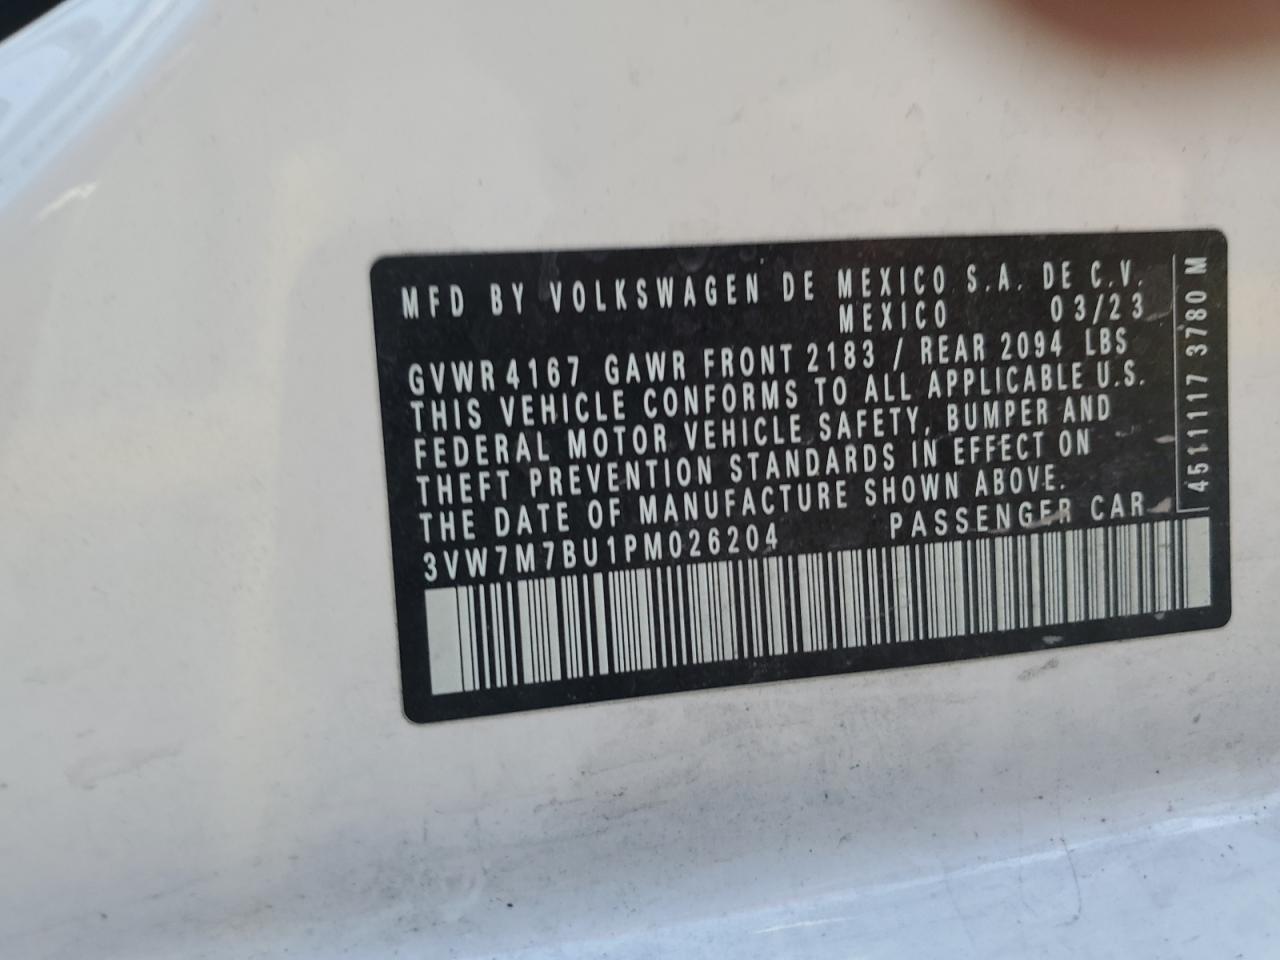 MFD BY VOLKSWAGEN DE MEXICO S.A. DE C.V.
MEXICO 03/23
GVWR 4167 GAWR FRONT 2183 / REAR 2094 LBS
THIS VEHICLE CONFORMS TO ALL APPLICABLE U.S.
FEDERAL MOTOR VEHICLE SAFETY, BUMPER AND
THEFT PREVENTION STANDARDS IN EFFECT ON
THE DATE OF MANUFACTURE SHOWN ABOVE.
3VW7M7BU1PM026204 PASSENGER CAR
4511117 3780 M